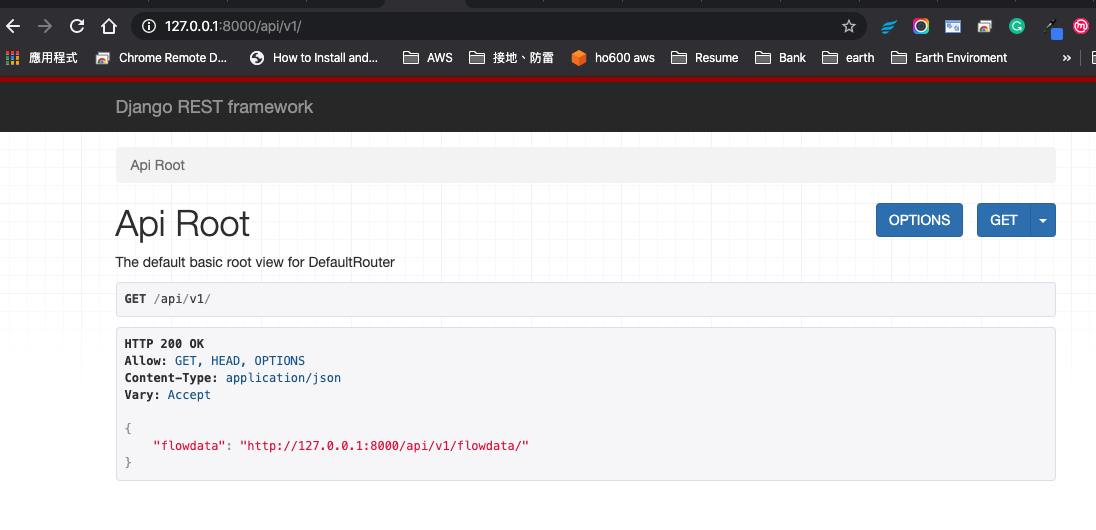 127.0.0.1:8000/api/v1/
應用程式 Chrome Remote D... How to Install and... AWS 接地、防雷 ho600 aws Resume Bank earth Earth Enviroment »
Django REST framework
Api Root
Api Root OPTIONS GET
The default basic root view for DefaultRouter
GET /api/v1/
HTTP 200 OK
Allow: GET, HEAD, OPTIONS
Content-Type: application/json
Vary: Accept
{
"flowdata": "http://127.0.0.1:8000/api/v1/flowdata/"
}